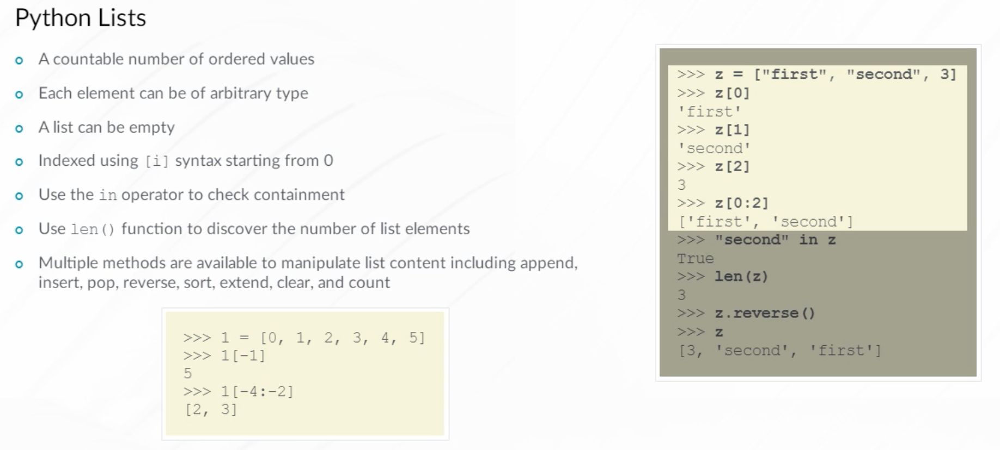 Python Lists
A countable number of ordered values
Each element can be of arbitrary type
A list can be empty
Indexed using [i] syntax starting from 0
Use the in operator to check containment
Use len() function to discover the number of list elements
Multiple methods are available to manipulate list content including append,
insert, pop, reverse, sort, extend, clear, and count
>>> l = [0, 1, 2, 3, 4, 5]
>>> l[-1]
5
>>> l[-4:-2]
[2, 3]
>>> z = ["first", "second", 3]
>>> z[0]
'first'
>>> z[1]
'second'
>>> z[2]
3
>>> z[0:2]
['first', 'second']
>>> "second" in z
True
>>> len(z)
3
>>> z.reverse()
>>> z
[3, 'second', 'first']